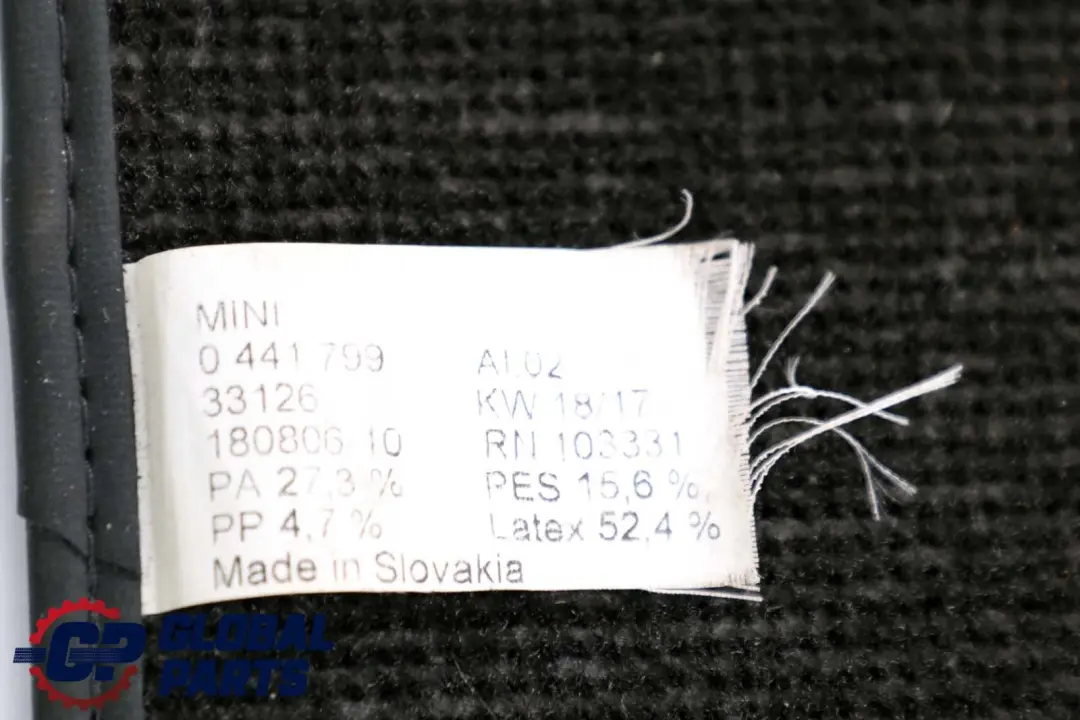 MINI
0 441 799 AI 02
33126 KW 18/17
180806 10 RN 103331
PA 27,3 % PES 15,6 %
PP 4,7 % Latex 52,4 %
Made in Slovakia
GP GLOBAL
PARTS